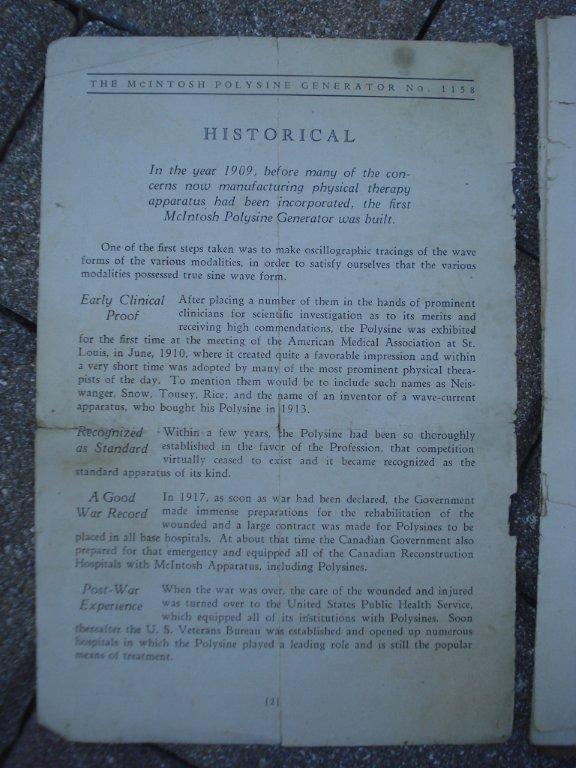 THE MCINTOSH POLYSINE GENERATOR NO. 1158
HISTORICAL
In the year 1909, before many of the con-
cerns now manufacturing physical therapy
apparatus had been incorporated, the first
McIntosh Polysine Generator was built.
One of the first steps taken was to make oscillographic tracings of the wave
forms of the various modalities, in order to satisfy ourselves that the various
modalities possessed true sine wave form.
Early Clinical After placing a number of them in the hands of prominent
Proof clinicians for scientific investigation as to its merits and
receiving high commendations, the Polysine was exhibited
for the first time at the meeting of the American Medical Association at St.
Louis, in June, 1910, where it created quite a favorable impression and within
a very short time was adopted by many of the most prominent physical thera-
pists of the day. To mention them would be to include such names as Neis-
wanger, Snow, Tousey, Rice; and the name of an inventor of a wave-current
apparatus, who bought his Polysine in 1913.
Recognized Within a few years, the Polysine had been so thoroughly
as Standard established in the favor of the Profession, that competition
virtually ceased to exist and it became recognized as the
standard apparatus of its kind.
A Good In 1917, as soon as war had been declared, the Government
War Record made immense preparations for the rehabilitation of the
wounded and a large contract was made for Polysines to be
placed in all base hospitals. At about that time the Canadian Government also
prepared for that emergency and equipped all of the Canadian Reconstruction
Hospitals with McIntosh Apparatus, including Polysines.
Post-War When the war was over, the care of the wounded and injured
Experience was turned over to the United States Public Health Service,
which equipped all of its institutions with Polysines. Soon
thereafter the U. S. Veterans Bureau was established and opened up numerous
hospitals in which the Polysine played a leading role and is still the popular
means of treatment.
[2]